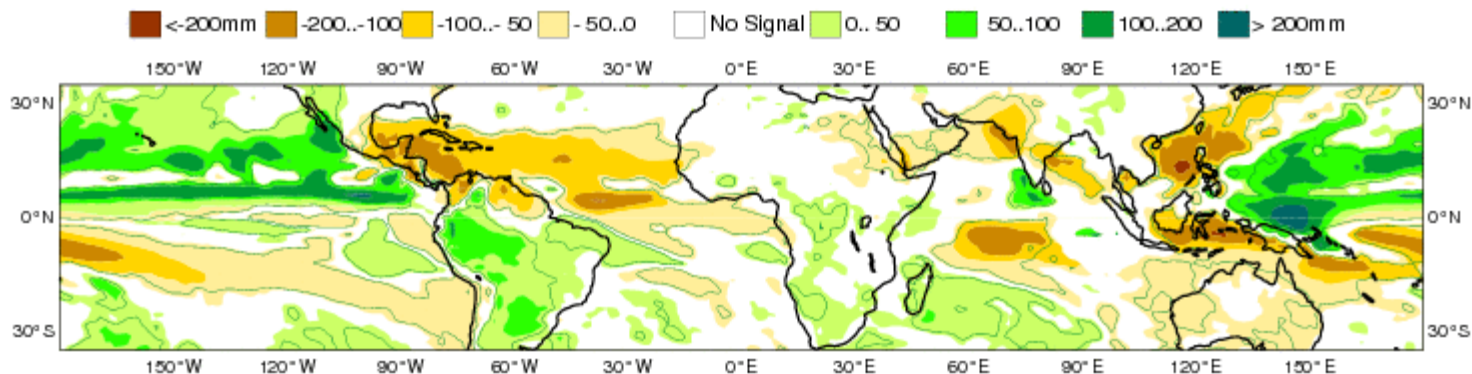 <-200mm -200..-100 -100..- 50 - 50..0 No Signal 0.. 50 50..100 100..200 > 200mm
150°W 120°W 90°W 60°W 30°W 0°E 30°E 60°E 90°E 120°E 150°E
30°N 30°N
0°N 0°N
30°S 30°S
150°W 120°W 90°W 60°W 30°W 0°E 30°E 60°E 90°E 120°E 150°E